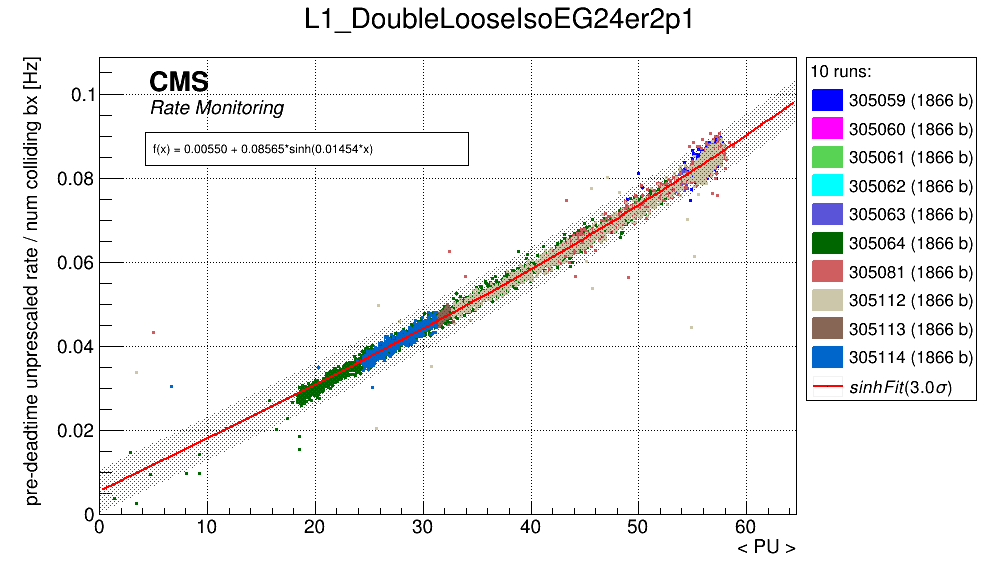 L1_DoubleLooseIsoEG24er2p1
pre-deadtime unprescaled rate / num colliding bx [Hz]
CMS
Rate Monitoring
f(x) = 0.00550 + 0.08565*sinh(0.01454*x)
0.1
0.08
0.06
0.04
0.02
0
0 10 20 30 40 50 60
< PU >
10 runs:
305059 (1866 b)
305060 (1866 b)
305061 (1866 b)
305062 (1866 b)
305063 (1866 b)
305064 (1866 b)
305081 (1866 b)
305112 (1866 b)
305113 (1866 b)
305114 (1866 b)
sinhFit(3.0σ)